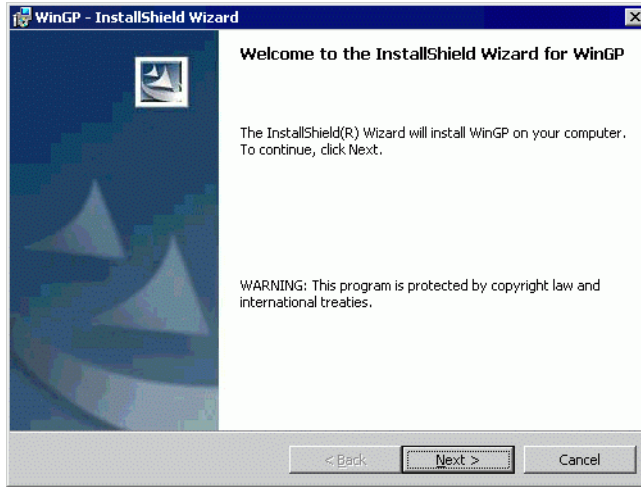 WinGP - InstallShield Wizard
Welcome to the InstallShield Wizard for WinGP
The InstallShield(R) Wizard will install WinGP on your computer.
To continue, click Next.
WARNING: This program is protected by copyright law and
international treaties.
< Back
Next >
Cancel